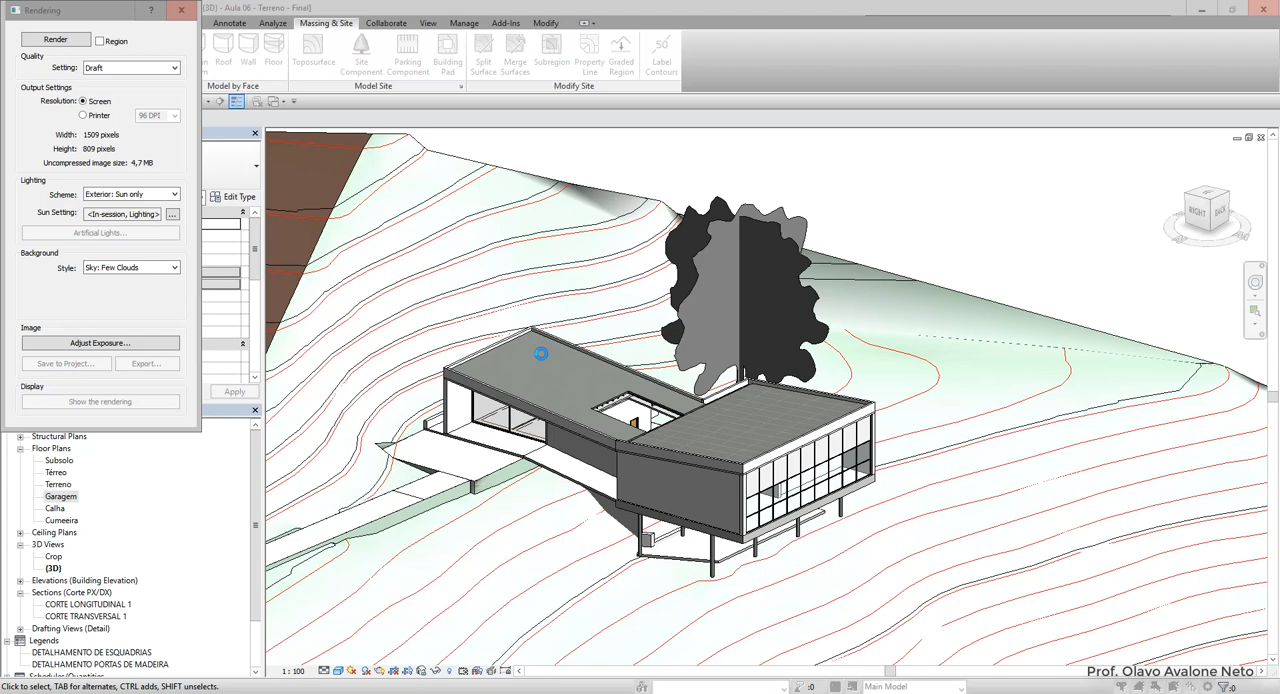 Rendering
?
[3D] - Aula 06 - Terreno - Final]
Annotate
Analyze
Massing & Site
Collaborate
View
Manage
Add-Ins
Modify
Roof
Wall
Floor
Toposurface
Site
Component
Parking
Component
Building
Pad
Split
Surface
Merge
Surfaces
Subregion
Property
Line
Graded
Region
50
Label
Contours
Model by Face
Model Site
Modify Site
Render
Region
Quality
Setting:
Draft
Output Settings
Resolution:
Screen
Printer
96 DPI
Width:
1509 pixels
Height:
809 pixels
Uncompressed image size:
4,7 MB
Lighting
Scheme:
Exterior: Sun only
Sun Setting:
<In-session, Lighting>
...
Artificial Lights...
Background
Style:
Sky: Few Clouds
Image
Adjust Exposure...
Save to Project...
Export...
Display
Show the rendering
Edit Type
Apply
RIGHT
BACK
Structural Plans
Floor Plans
Subsolo
Térreo
Terreno
Garagem
Calha
Cumeeira
Ceiling Plans
3D Views
Crop
{3D}
Elevations (Building Elevation)
Sections (Corte PX/DX)
CORTE LONGITUDINAL 1
CORTE TRANSVERSAL 1
Drafting Views (Detail)
Legends
DETALHAMENTO DE ESQUADRIAS
DETALHAMENTO PORTAS DE MADEIRA
1 : 100
Prof. Olavo Avalone Neto
Click to select, TAB for alternates, CTRL adds, SHIFT unselects.
:0
Main Model
:0